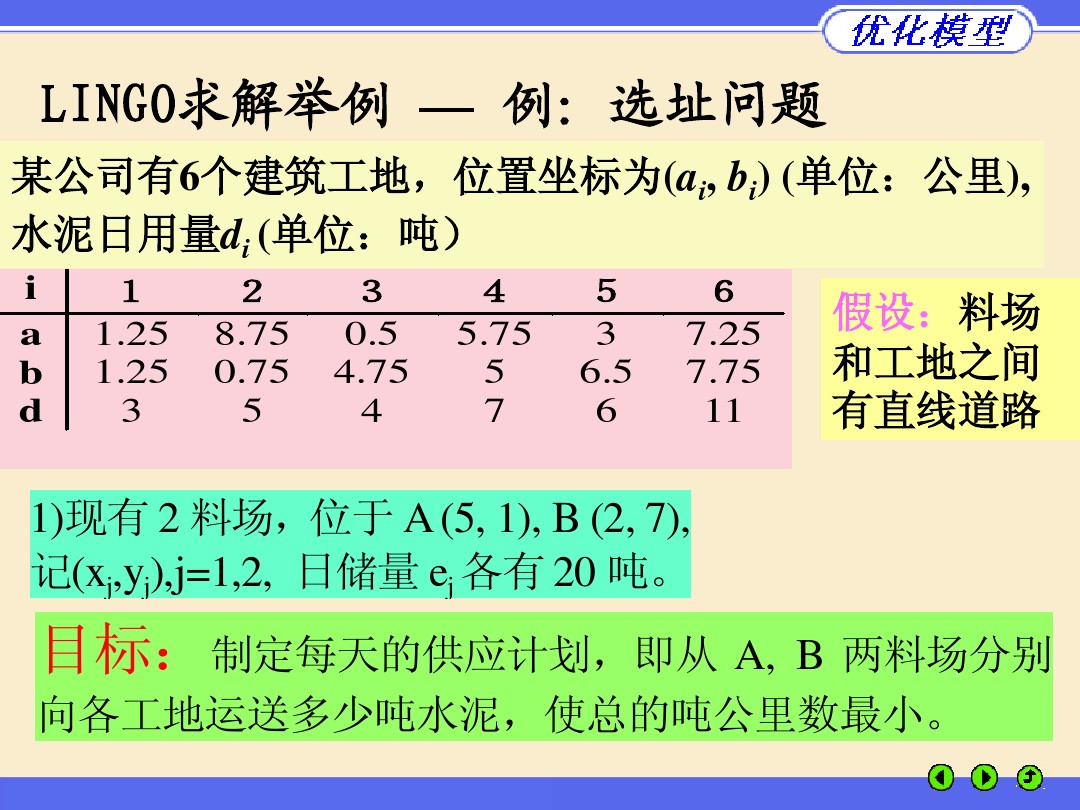 优化模型
LINGO求解举例 — 例：选址问题
某公司有6个建筑工地，位置坐标为(ai, bi) (单位：公里),
水泥日用量di (单位：吨）
i 1 2 3 4 5 6
a 1.25 8.75 0.5 5.75 3 7.25
b 1.25 0.75 4.75 5 6.5 7.75
d 3 5 4 7 6 11
假设：料场
和工地之间
有直线道路
1)现有 2 料场，位于 A (5, 1), B (2, 7),
记(xj,yj),j=1,2, 日储量 ej 各有 20 吨。
目标：制定每天的供应计划，即从 A, B 两料场分别
向各工地运送多少吨水泥，使总的吨公里数最小。